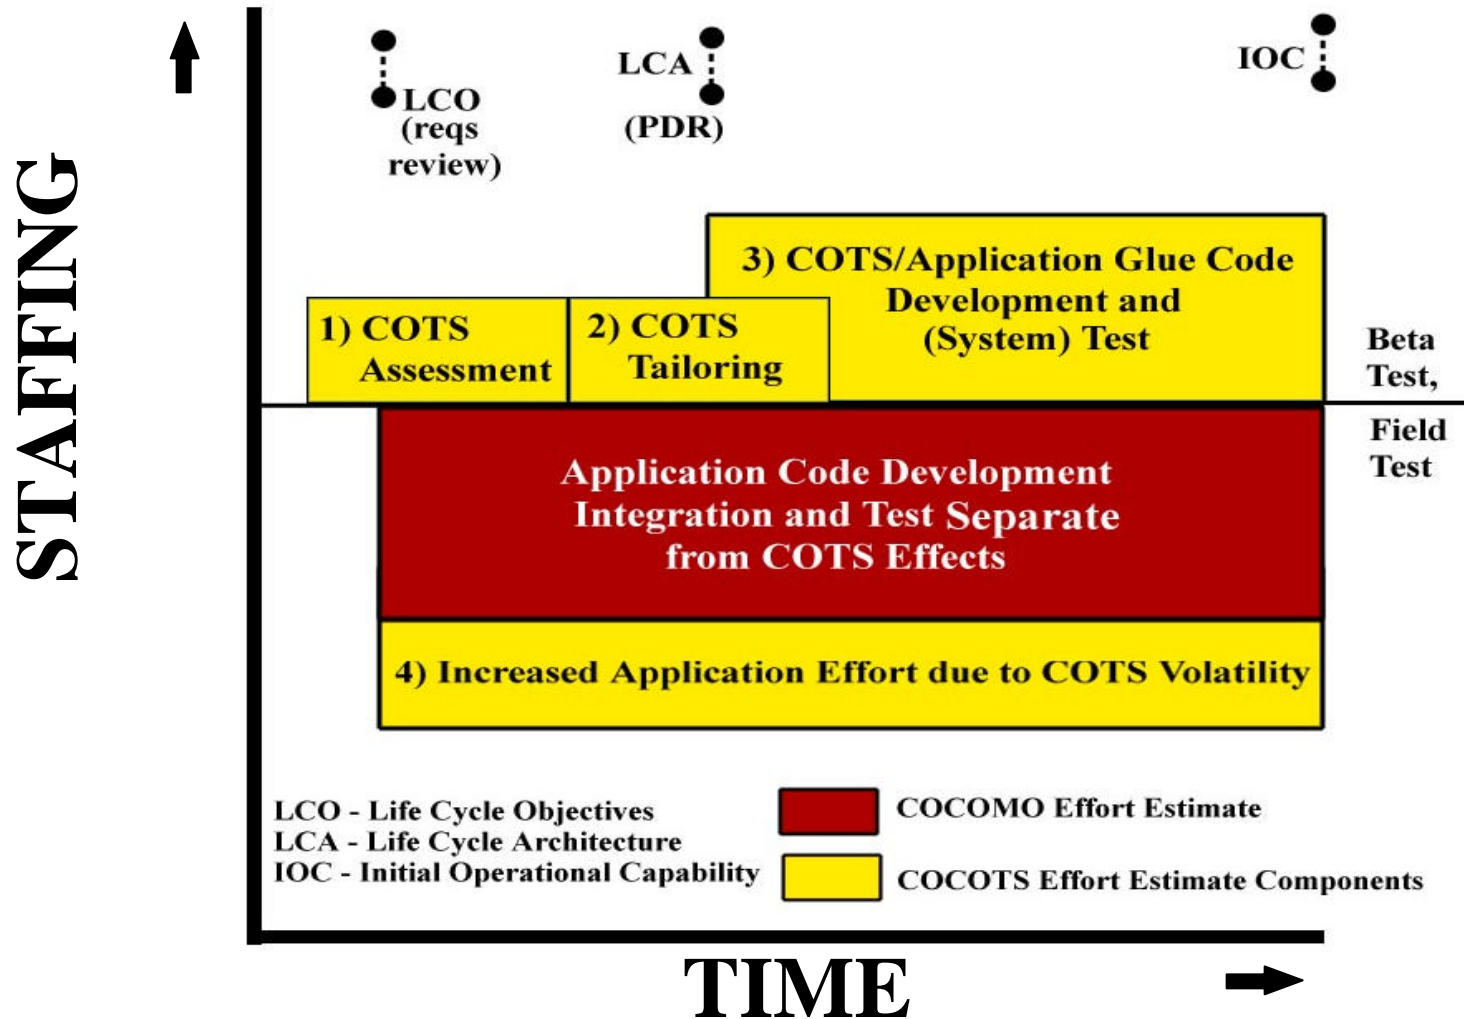 STAFFING
LCO
(reqs
review)
LCA
(PDR)
IOC
1) COTS
Assessment
2) COTS
Tailoring
3) COTS/Application Glue Code
Development and
(System) Test
Beta
Test,
Field
Test
Application Code Development
Integration and Test Separate
from COTS Effects
4) Increased Application Effort due to COTS Volatility
LCO - Life Cycle Objectives
LCA - Life Cycle Architecture
IOC - Initial Operational Capability
COCOMO Effort Estimate
COCOTS Effort Estimate Components
TIME